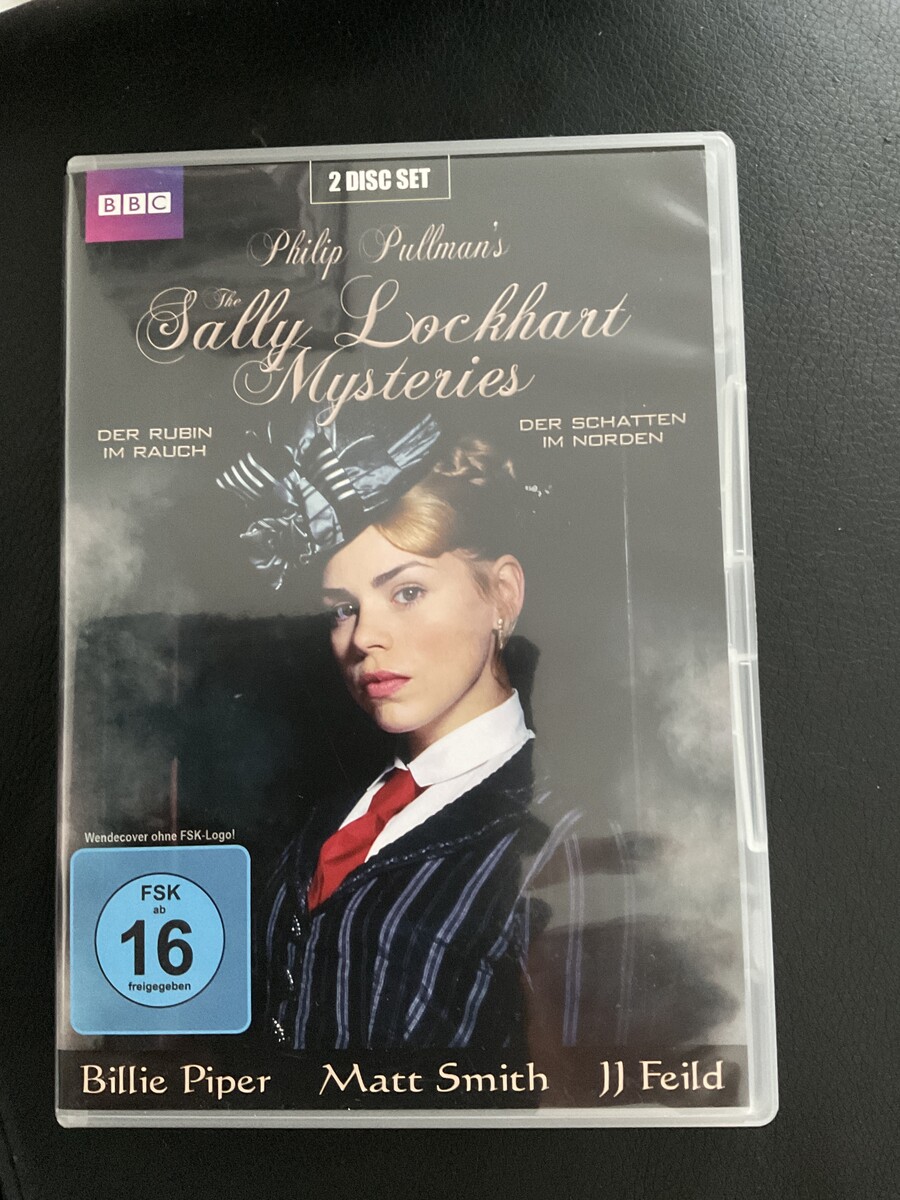 2 DISC SET
BBC
Philip Pullman's
The
Sally Lockhart
Mysteries
DER RUBIN
IM RAUCH
DER SCHATTEN
IM NORDEN
Wendecover ohne FSK-Logo!
FSK
ab
16
freigegeben
Billie Piper Matt Smith JJ Feild